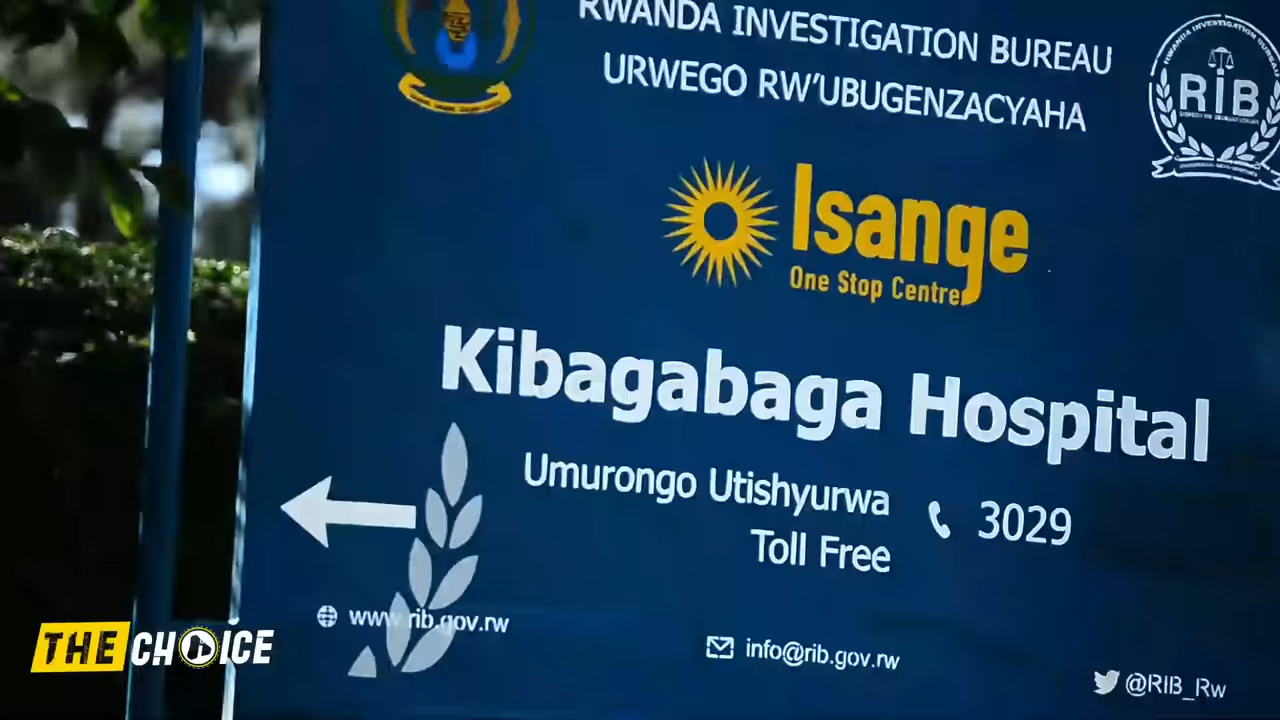 RWANDA INVESTIGATION BUREAU
URWEGO RW'UBUGENZACYAHA
RIB
Isange
One Stop Centre
Kibagabaga Hospital
Umurongo Utishyurwa
3029
Toll Free
www.rib.gov.rw
info@rib.gov.rw
@RIB_Rw
THE CHOICE